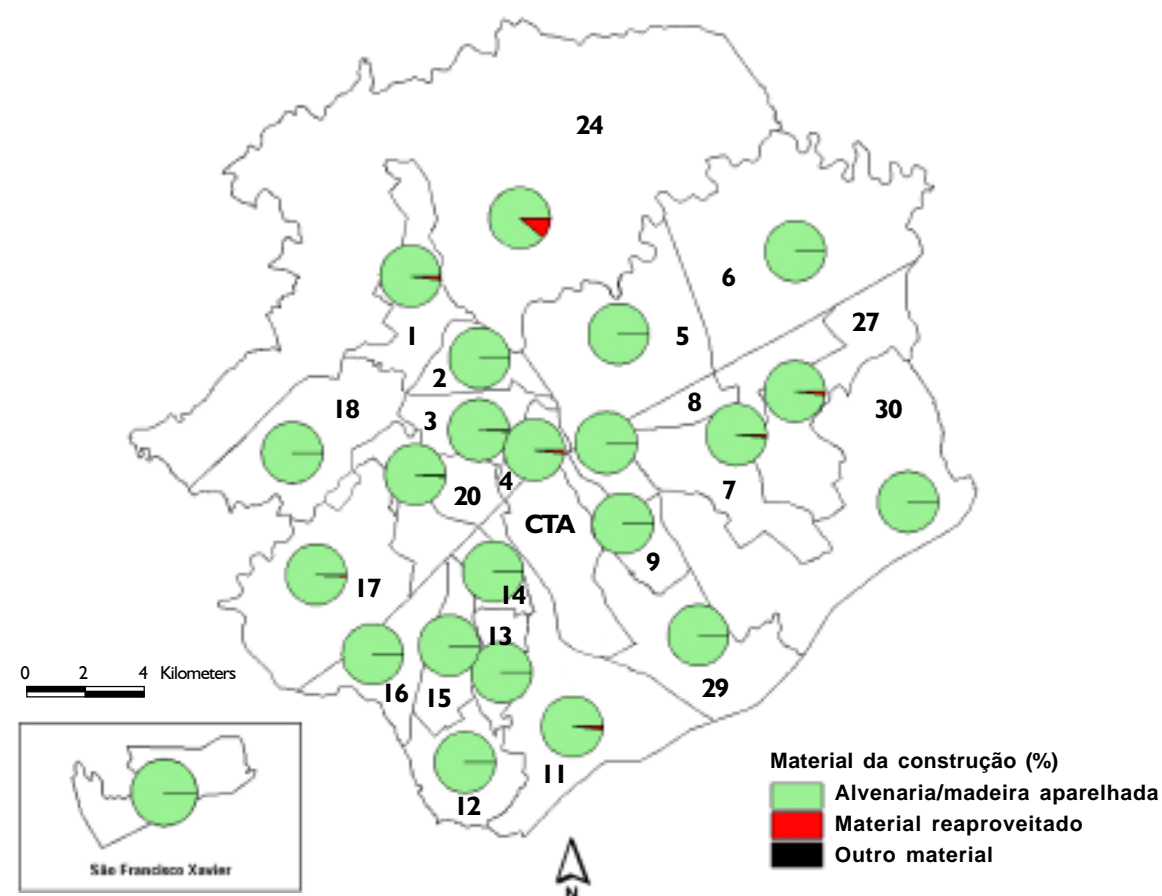 24
6
27
5
1
2
8
30
18
3
4
20
7
CTA
9
17
14
13
16
15
29
11
12
0 2 4 Kilometers
São Francisco Xavier
N
Material da construção (%)
Alvenaria/madeira aparelhada
Material reaproveitado
Outro material